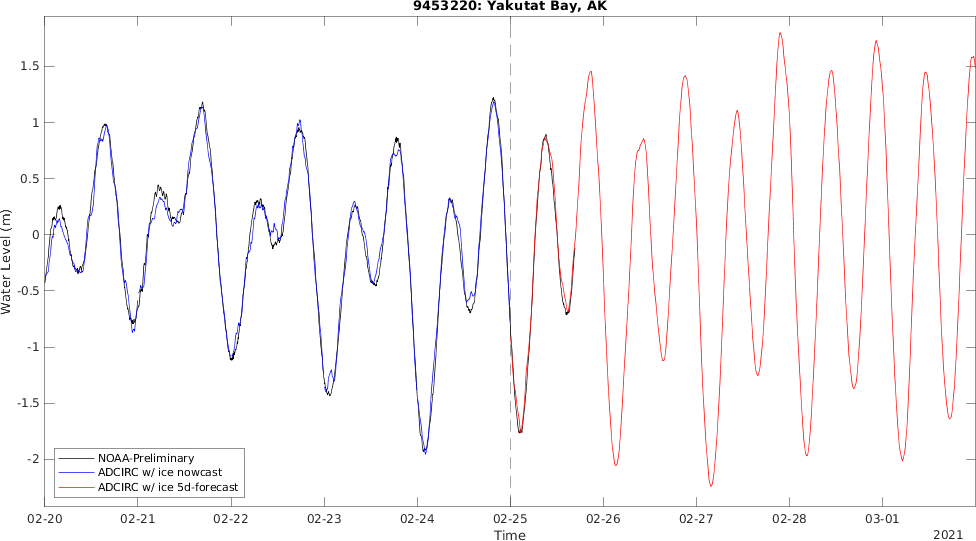 9453220: Yakutat Bay, AK
Water Level (m)
1.5
1
0.5
0
-0.5
-1
-1.5
-2
NOAA-Preliminary
ADCIRC w/ ice nowcast
ADCIRC w/ ice 5d-forecast
02-20 02-21 02-22 02-23 02-24 02-25 02-26 02-27 02-28 03-01
Time
2021